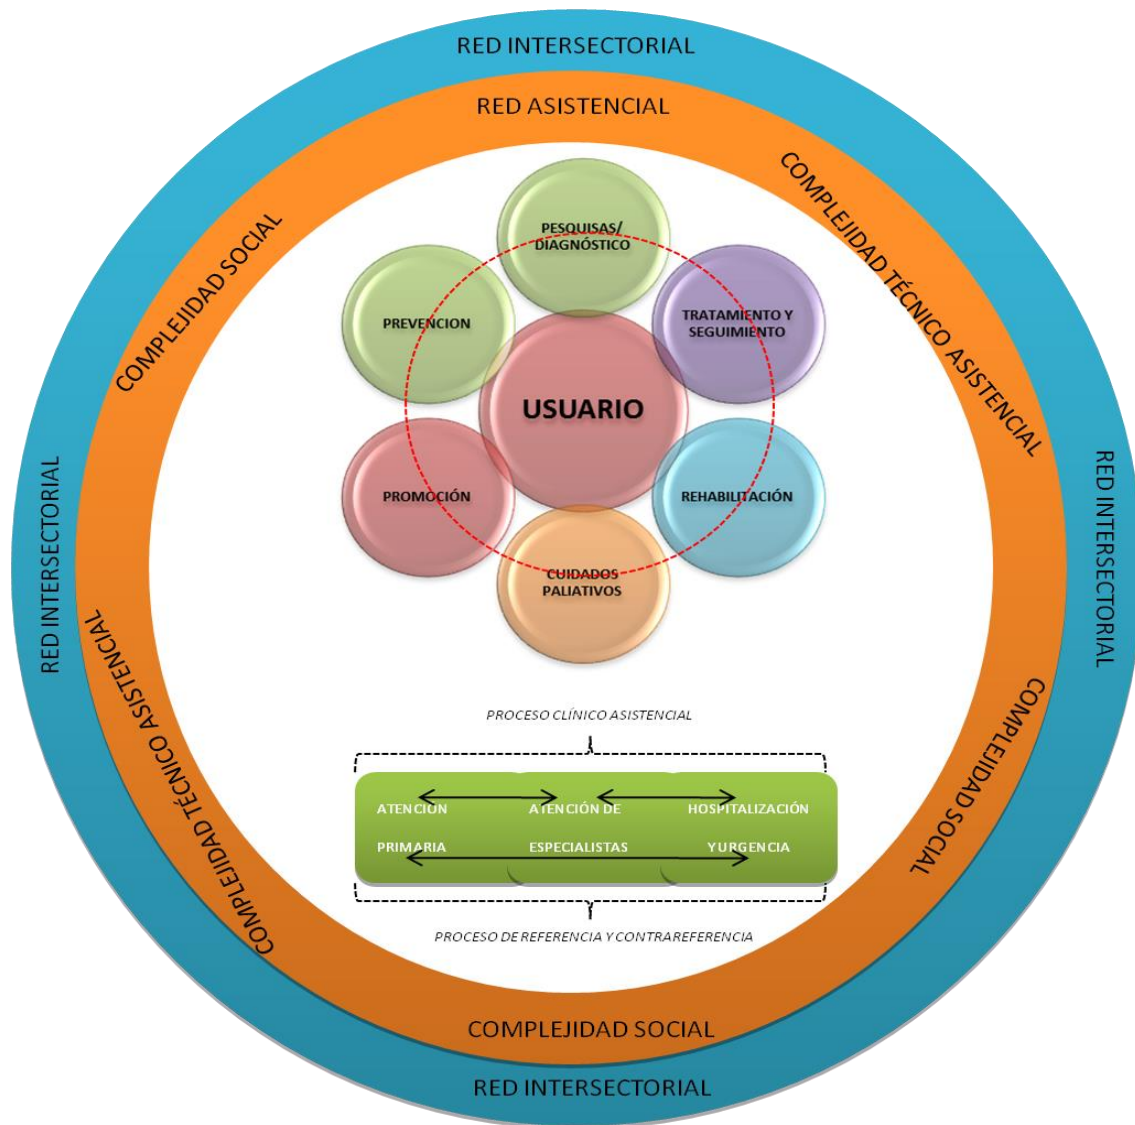 RED INTERSECTORIAL
RED ASISTENCIAL
COMPLEJIDAD SOCIAL
COMPLEJIDAD TÉCNICO ASISTENCIAL
PESQUISAS/
DIAGNÓSTICO
PREVENCION
TRATAMIENTO Y
SEGUIMIENTO
USUARIO
PROMOCIÓN
REHABILITACIÓN
CUIDADOS
PALIATIVOS
RED INTERSECTORIAL
RED INTERSECTORIAL
COMPLEJIDAD TÉCNICO ASISTENCIAL
COMPLEJIDAD SOCIAL
PROCESO CLÍNICO ASISTENCIAL
ATENCIÓN
PRIMARIA
ATENCIÓN DE
ESPECIALISTAS
HOSPITALIZACIÓN
Y URGENCIA
PROCESO DE REFERENCIA Y CONTRAREFERENCIA
COMPLEJIDAD SOCIAL
RED INTERSECTORIAL